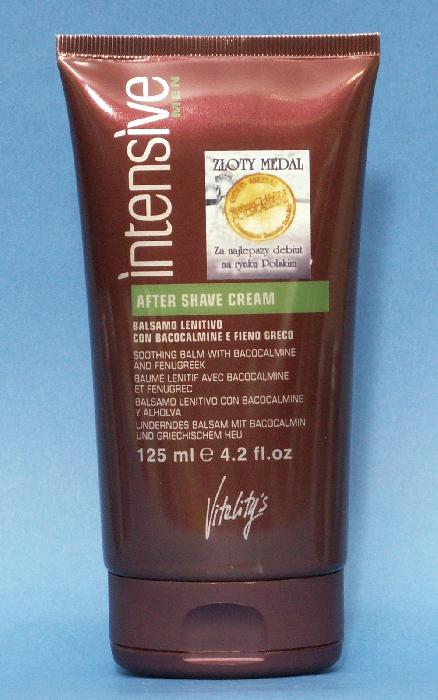 intensive
MEN
ZŁOTY MEDAL
Za najlepszy debiut
na rynku Polskim
AFTER SHAVE CREAM
BALSAMO LENITIVO
CON BACOCALMINE E FIENO GRECO
SOOTHING BALM WITH BACOCALMINE
AND FENUGREEK
BAUME LENITIF AVEC BACOCALMINE
ET FENUGREC
BALSAMO LENITIVO CON BACOCALMINE
Y ALHOLVA
LINDERNDES BALSAM MIT BACOCALMIN
UND GRIECHISCHEM HEU
125 ml e 4.2 fl.oz
Vitality's